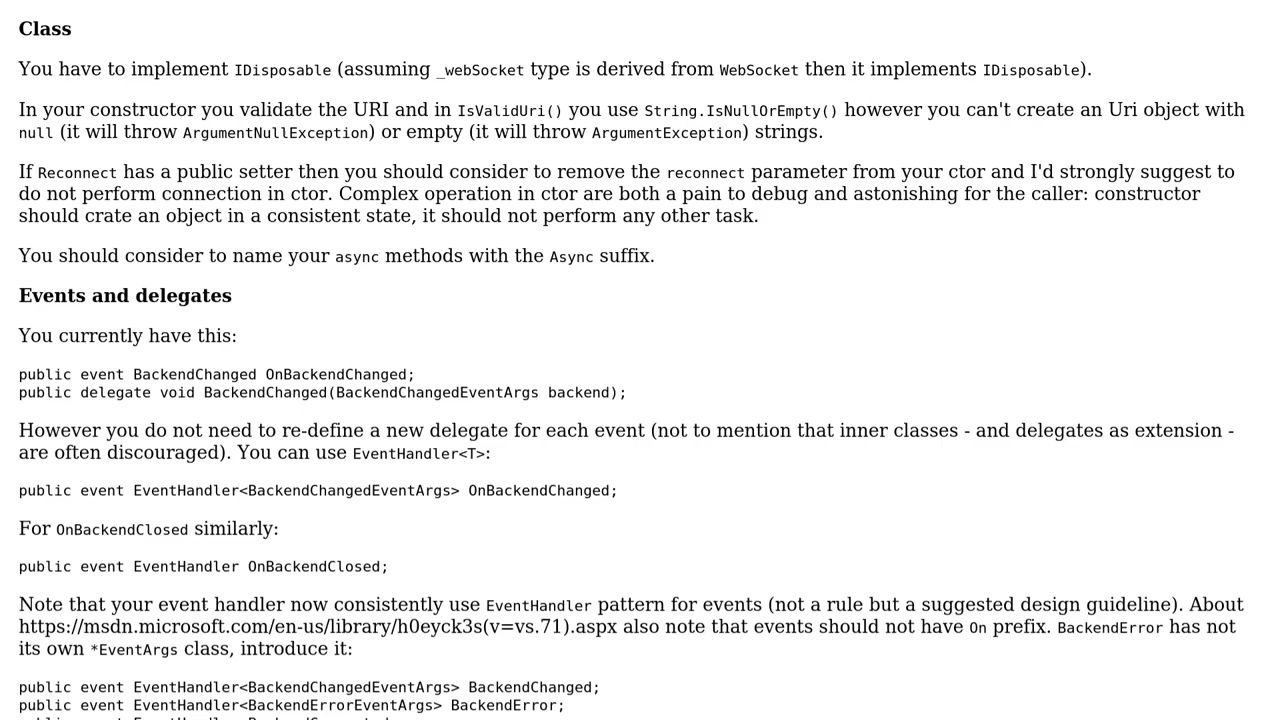 Class
You have to implement IDisposable (assuming _webSocket type is derived from WebSocket then it implements IDisposable).
In your constructor you validate the URI and in IsValidUri() you use String.IsNullOrEmpty() however you can't create an Uri object with
null (it will throw ArgumentNullException) or empty (it will throw ArgumentException) strings.
If Reconnect has a public setter then you should consider to remove the reconnect parameter from your ctor and I'd strongly suggest to
do not perform connection in ctor. Complex operation in ctor are both a pain to debug and astonishing for the caller: constructor
should crate an object in a consistent state, it should not perform any other task.
You should consider to name your async methods with the Async suffix.
Events and delegates
You currently have this:
public event BackendChanged OnBackendChanged;
public delegate void BackendChanged(BackendChangedEventArgs backend);
However you do not need to re-define a new delegate for each event (not to mention that inner classes - and delegates as extension -
are often discouraged). You can use EventHandler<T>:
public event EventHandler<BackendChangedEventArgs> OnBackendChanged;
For OnBackendClosed similarly:
public event EventHandler OnBackendClosed;
Note that your event handler now consistently use EventHandler pattern for events (not a rule but a suggested design guideline). About
https://msdn.microsoft.com/en-us/library/h0eyck3s(v=vs.71).aspx also note that events should not have On prefix. BackendError has not
its own *EventArgs class, introduce it:
public event EventHandler<BackendChangedEventArgs> BackendChanged;
public event EventHandler<BackendErrorEventArgs> BackendError;